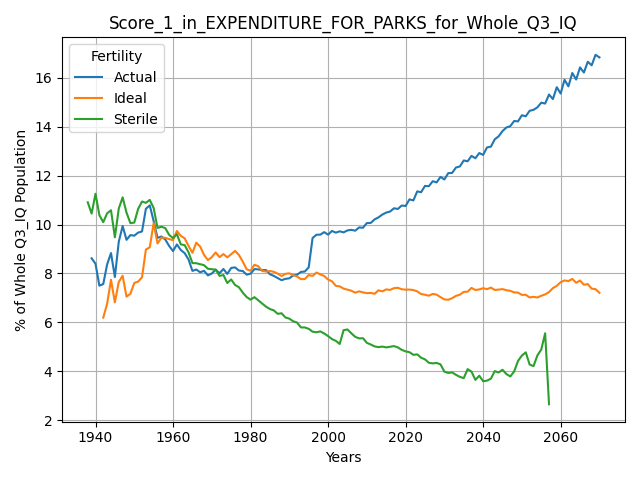 Score_1_in_EXPENDITURE_FOR_PARKS_for_Whole_Q3_IQ
Fertility
Actual
Ideal
Sterile
% of Whole Q3_IQ Population
16
14
12
10
8
6
4
2
1940 1960 1980 2000 2020 2040 2060
Years